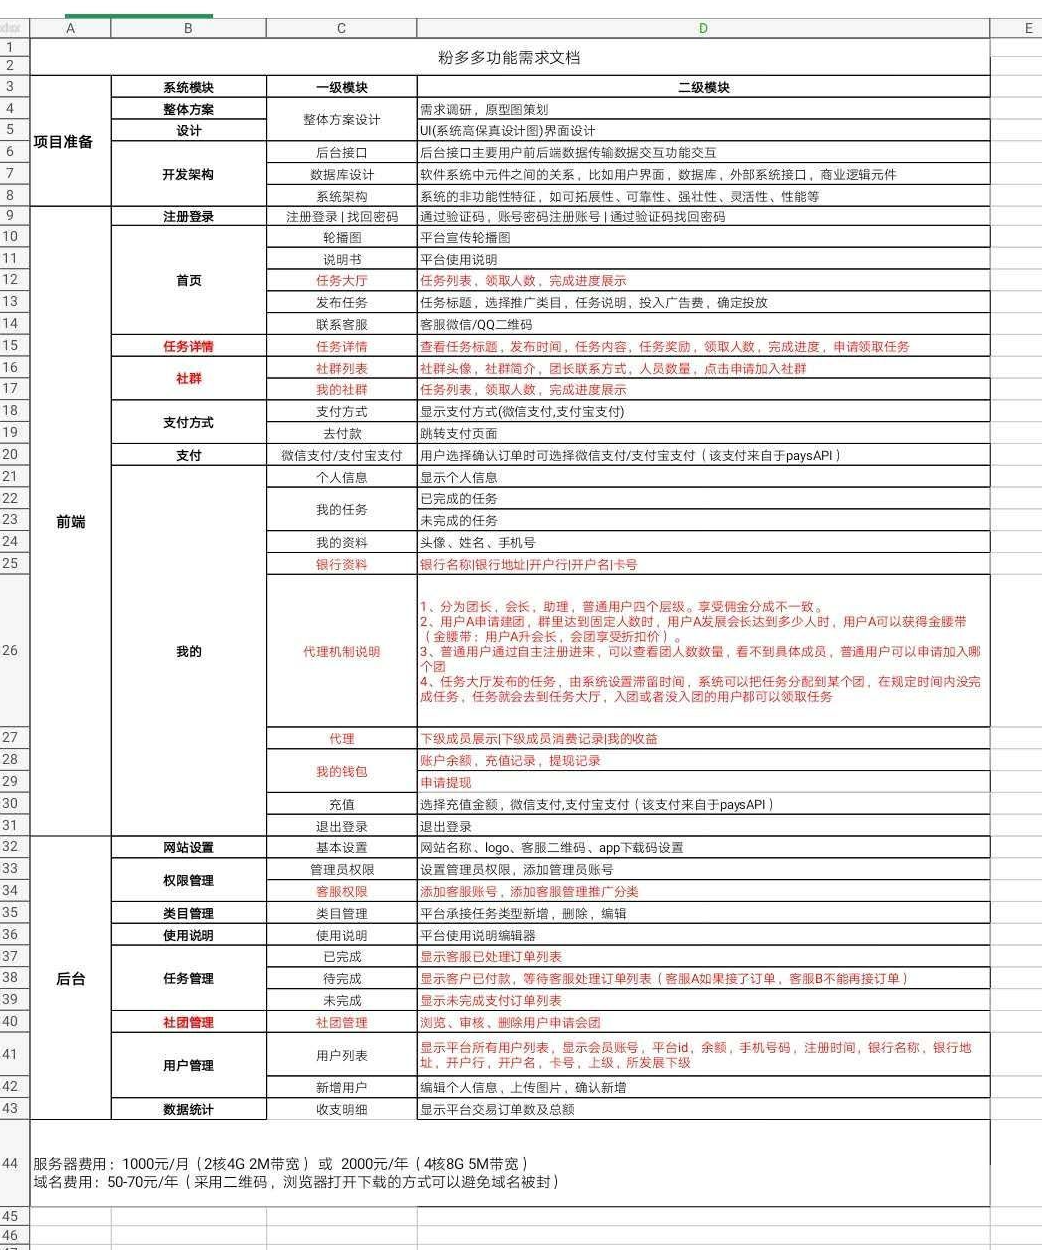 A B C D E
1
2
粉多多功能需求文档
3 系统模块 一级模块 二级模块
项目准备
4 整体方案 整体方案设计 需求调研，原型图策划
5 设计 UI(系统高保真设计图)界面设计
6 开发架构 后台接口 后台接口主要用户前后端数据传输数据交互功能交互
7 数据库设计 软件系统中元件之间的关系，比如用户界面，数据库，外部系统接口，商业逻辑元件
8 系统架构 系统的非功能性特征，如可拓展性、可靠性、强壮性、灵活性、性能等
前端
9 注册登录 注册登录 | 找回密码 通过验证码，账号密码注册账号 | 通过验证码找回密码
10 首页 轮播图 平台宣传轮播图
11 说明书 平台使用说明
12 任务大厅 任务列表，领取人数，完成进度展示
13 发布任务 任务标题，选择推广类目，任务说明，投入广告费，确定投放
14 联系客服 客服微信/QQ二维码
15 任务详情 任务详情 查看任务标题，发布时间，任务内容，任务奖励，领取人数，完成进度，申请领取任务
16 社群 社群列表 社群头像，社群简介，团长联系方式，人员数量，点击申请加入社群
17 我的社群 任务列表，领取人数，完成进度展示
18 支付方式 支付方式 显示支付方式(微信支付,支付宝支付)
19 去付款 跳转支付页面
20 支付 微信支付/支付宝支付 用户选择确认订单时可选择微信支付/支付宝支付（该支付来自于paysAPI）
21 我的 个人信息 显示个人信息
22 我的任务 已完成的任务
23 未完成的任务
24 我的资料 头像、姓名、手机号
25 银行资料 银行名称|银行地址|开户行|开户名|卡号
26 代理机制说明
1、分为团长，会长，助理，普通用户四个层级。享受佣金分成不一致。
2、用户A申请建团，群里达到固定人数时，用户A发展会长达到多少人时，用户A可以获得金腰带
（金腰带：用户A升会长，会团享受折扣价）。
3、普通用户通过自主注册进来，可以查看团人数数量，看不到具体成员，普通用户可以申请加入哪
个团
4、任务大厅发布的任务，由系统设置滞留时间，系统可以把任务分配到某个团，在规定时间内没完
成任务，任务就会去到任务大厅，入团或者没入团的用户都可以领取任务
27 代理 下级成员展示|下级成员消费记录|我的收益
28 我的钱包 账户余额，充值记录，提现记录
29 申请提现
30 充值 选择充值金额，微信支付,支付宝支付（该支付来自于paysAPI）
31 退出登录 退出登录
后台
32 网站设置 基本设置 网站名称、logo、客服二维码、app下载码设置
33 权限管理 管理员权限 设置管理员权限，添加管理员账号
34 客服权限 添加客服账号，添加客服管理推广分类
35 类目管理 类目管理 平台承接任务类型新增，删除，编辑
36 使用说明 使用说明 平台使用说明编辑器
37 任务管理 已完成 显示客服已处理订单列表
38 待完成 显示客户已付款，等待客服处理订单列表（客服A如果接了订单，客服B不能再接订单）
39 未完成 显示未完成支付订单列表
40 社团管理 社团管理 浏览、审核、删除用户申请会团
41 用户管理 用户列表 显示平台所有用户列表，显示会员账号，平台id，余额，手机号码，注册时间，银行名称，银行地
址，开户行，开户名，卡号，上级，所发展下级
42 新增用户 编辑个人信息，上传图片，确认新增
43 数据统计 收支明细 显示平台交易订单数及总额
44 服务器费用：1000元/月（2核4G 2M带宽）或 2000元/年（4核8G 5M带宽）
域名费用：50-70元/年（采用二维码，浏览器打开下载的方式可以避免域名被封）
45
46